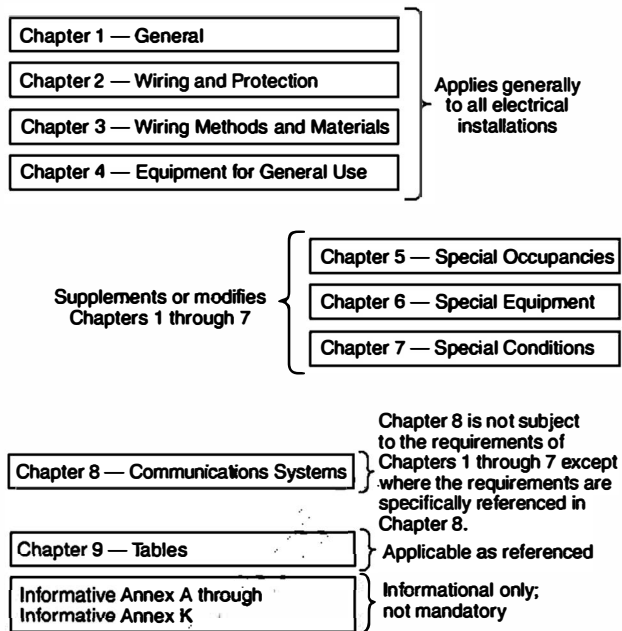 Chapter 1 — General
Chapter 2 — Wiring and Protection
Chapter 3 — Wiring Methods and Materials
Chapter 4 — Equipment for General Use
Applies generally
to all electrical
installations
Supplements or modifies
Chapters 1 through 7
Chapter 5 — Special Occupancies
Chapter 6 — Special Equipment
Chapter 7 — Special Conditions
Chapter 8 — Communications Systems
Chapter 8 is not subject
to the requirements of
Chapters 1 through 7 except
where the requirements are
specifically referenced in
Chapter 8.
Chapter 9 — Tables
Applicable as referenced
Informative Annex A through
Informative Annex K
Informational only;
not mandatory